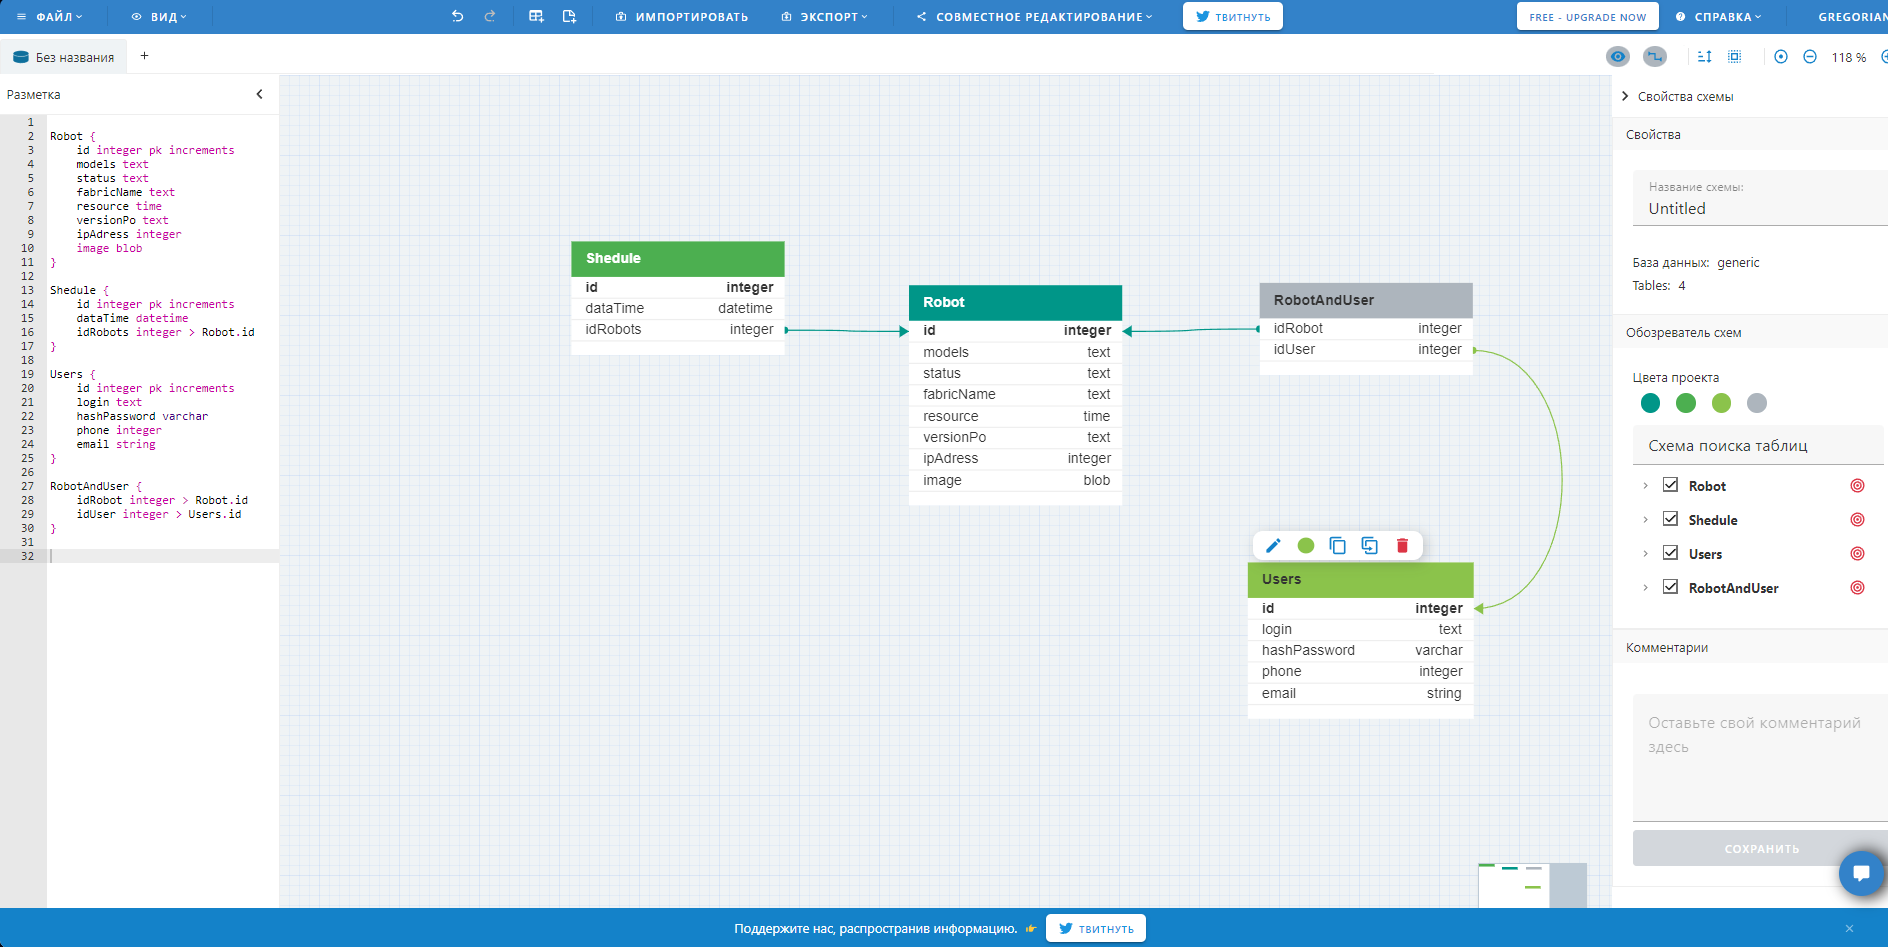 ФАЙЛ
ВИД
ИМПОРТИРОВАТЬ
ЭКСПОРТ
СОВМЕСТНОЕ РЕДАКТИРОВАНИЕ
ТВИТНУТЬ
FREE - UPGRADE NOW
СПРАВКА
GREGORIAN
Без названия
+
118 %
Разметка
1
2 Robot {
3 id integer pk increments
4 models text
5 status text
6 fabricName text
7 resource time
8 versionPo text
9 ipAdress integer
10 image blob
11 }
12
13 Shedule {
14 id integer pk increments
15 dataTime datetime
16 idRobots integer > Robot.id
17 }
18
19 Users {
20 id integer pk increments
21 login text
22 hashPassword varchar
23 phone integer
24 email string
25 }
26
27 RobotAndUser {
28 idRobot integer > Robot.id
29 idUser integer > Users.id
30 }
31
32
Shedule
id integer
dataTime datetime
idRobots integer
Robot
id integer
models text
status text
fabricName text
resource time
versionPo text
ipAdress integer
image blob
RobotAndUser
idRobot integer
idUser integer
Users
id integer
login text
hashPassword varchar
phone integer
email string
Свойства схемы
Свойства
Название схемы:
Untitled
База данных: generic
Tables: 4
Обозреватель схем
Цвета проекта
Схема поиска таблиц
Robot
Shedule
Users
RobotAndUser
Комментарии
Оставьте свой комментарий
здесь
СОХРАНИТЬ
Поддержите нас, распространив информацию.
ТВИТНУТЬ